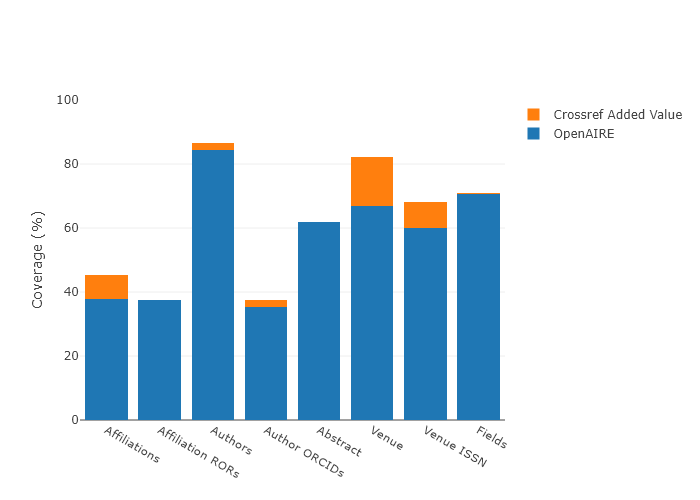 Crossref Added Value
OpenAIRE
Coverage (%)
100
80
60
40
20
0
Affiliations
Affiliation RORs
Authors
Author ORCIDs
Abstract
Venue
Venue ISSN
Fields